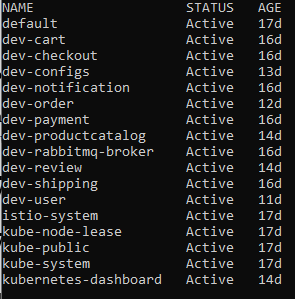 NAME STATUS AGE
default Active 17d
dev-cart Active 16d
dev-checkout Active 16d
dev-configs Active 13d
dev-notification Active 16d
dev-order Active 12d
dev-payment Active 16d
dev-productcatalog Active 14d
dev-rabbitmq-broker Active 16d
dev-review Active 14d
dev-shipping Active 16d
dev-user Active 11d
istio-system Active 17d
kube-node-lease Active 17d
kube-public Active 17d
kube-system Active 17d
kubernetes-dashboard Active 14d